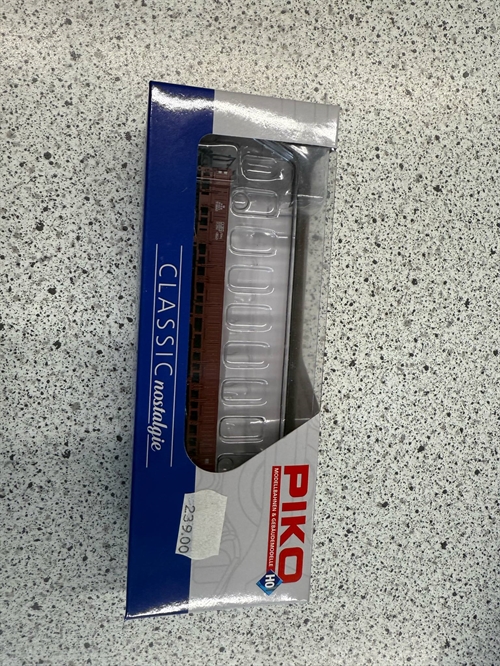 PIKO
MODELLBAHNEN & GEBÄUDEMODELLE
H0
CLASSIC nostalgie
239.00